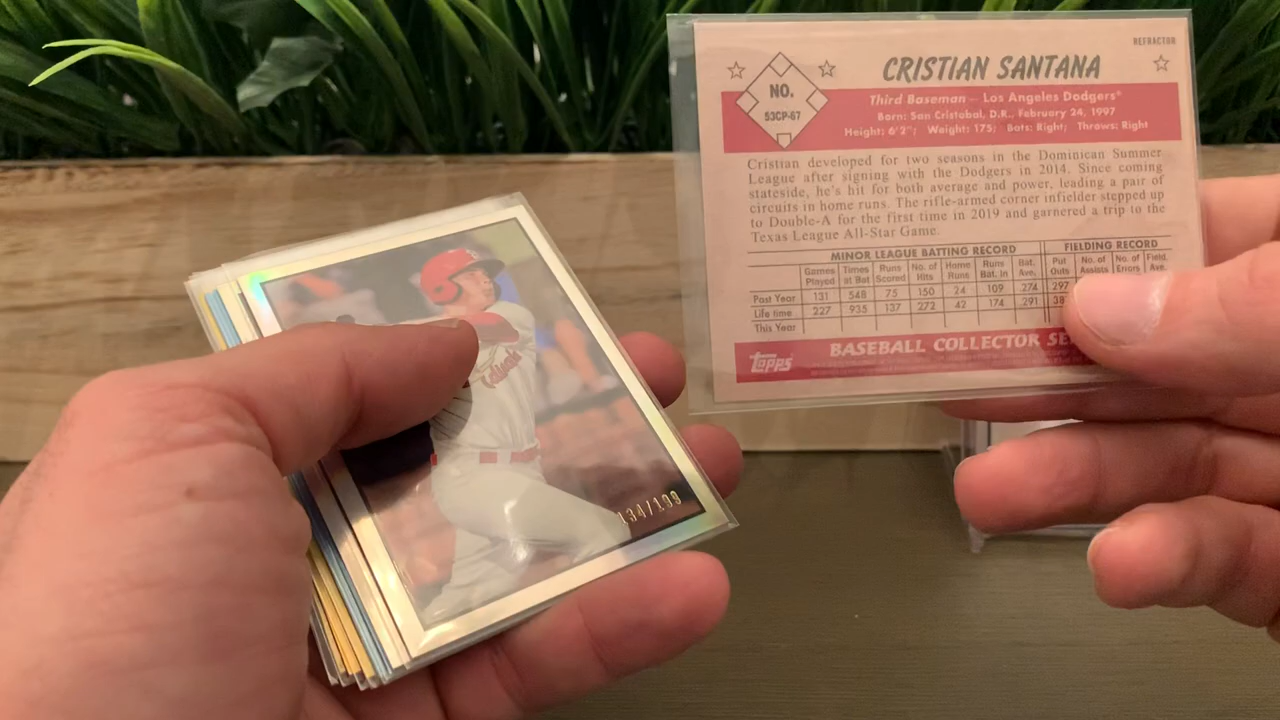 REFRACTOR
CRISTIAN SANTANA
NO.
53CP-67
Third Baseman — Los Angeles Dodgers®
Born: San Cristobal, D.R., February 24, 1997
Height: 6'2"; Weight: 175; Bats: Right; Throws: Right
Cristian developed for two seasons in the Dominican Summer
League after signing with the Dodgers in 2014. Since coming
stateside, he's hit for both average and power, leading a pair of
circuits in home runs. The rifle-armed corner infielder stepped up
to Double-A for the first time in 2019 and garnered a trip to the
Texas League All-Star Game.
MINOR LEAGUE BATTING RECORD FIELDING RECORD
Games Played Times at Bat Runs Scored No. of Hits Home Runs Runs Bat. In Bat. Ave. Put Outs No. of Assists No. of Errors Field. Ave.
Past Year 131 548 75 150 24 109 .274 297
Life time 227 935 137 272 42 174 .291
This Year
topps BASEBALL COLLECTOR
Cardinals
134/199